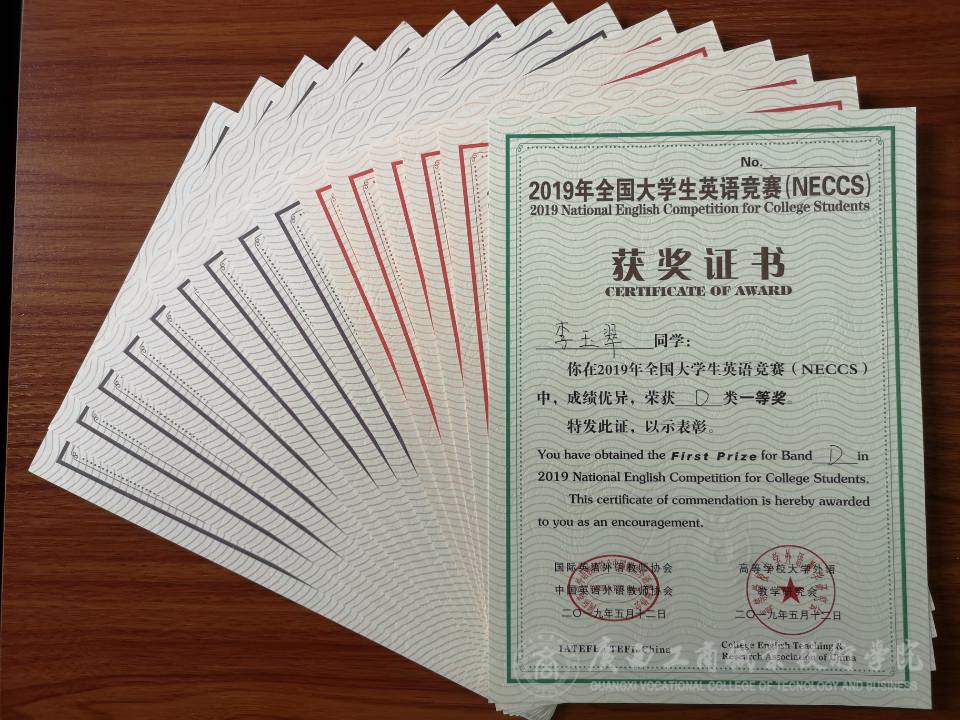 No.
2019年全国大学生英语竞赛(NECCS)
2019 National English Competition for College Students
获奖证书
CERTIFICATE OF AWARD
李玉翠 同学:
你在2019年全国大学生英语竞赛(NECCS)
中,成绩优异,荣获 D 类一等奖。
特发此证,以示表彰。
You have obtained the First Prize for Band D in
2019 National English Competition for College Students.
This certificate of commendation is hereby awarded
to you as an encouragement.
国际英语外语教师协会 高等学校大学外语
中国英语外语教师协会 教学研究会
二〇一九年五月十二日 二〇一九年五月十二日
IATEFL TEFL China College English Teaching &
Research Association of China
GUANGXI VOCATIONAL COLLEGE OF TECNOLOGY AND BUSINESS